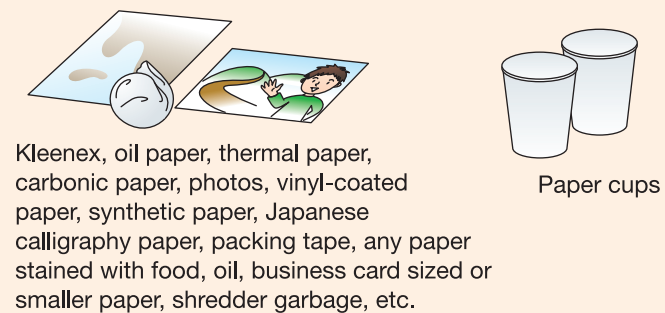 Kleenex, oil paper, thermal paper,
carbonic paper, photos, vinyl-coated
paper, synthetic paper, Japanese
calligraphy paper, packing tape, any paper
stained with food, oil, business card sized or
smaller paper, shredder garbage, etc.
Paper cups